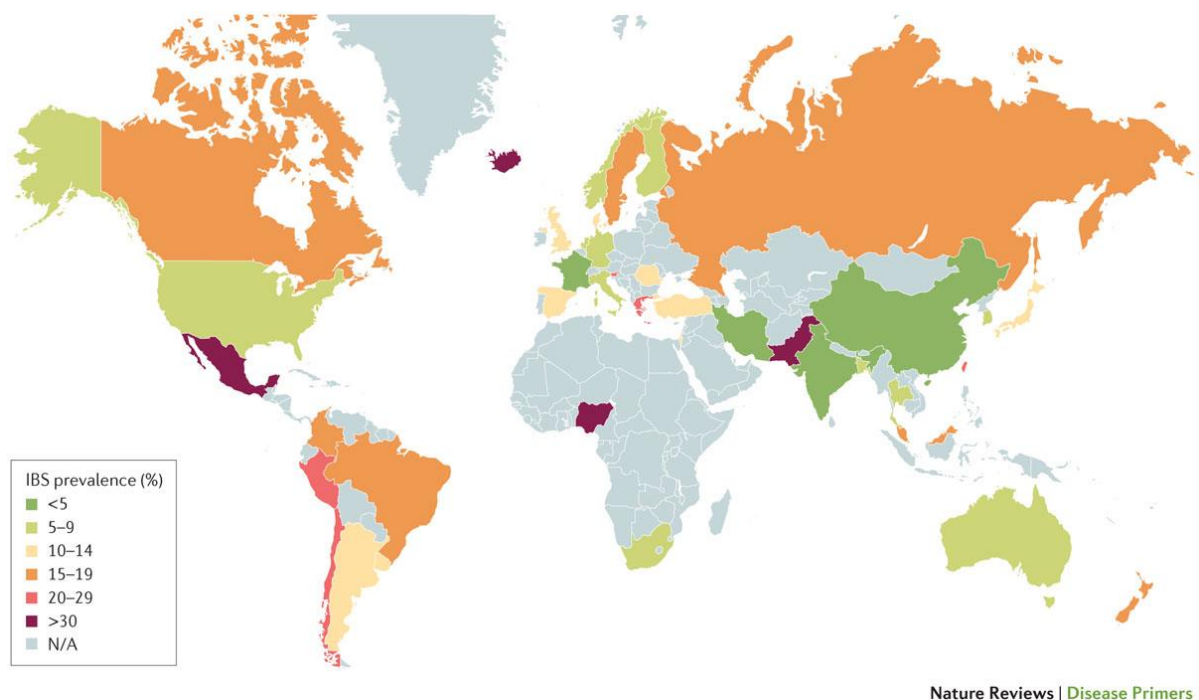 IBS prevalence (%)
<5
5–9
10–14
15–19
20–29
>30
N/A
Nature Reviews | Disease Primers